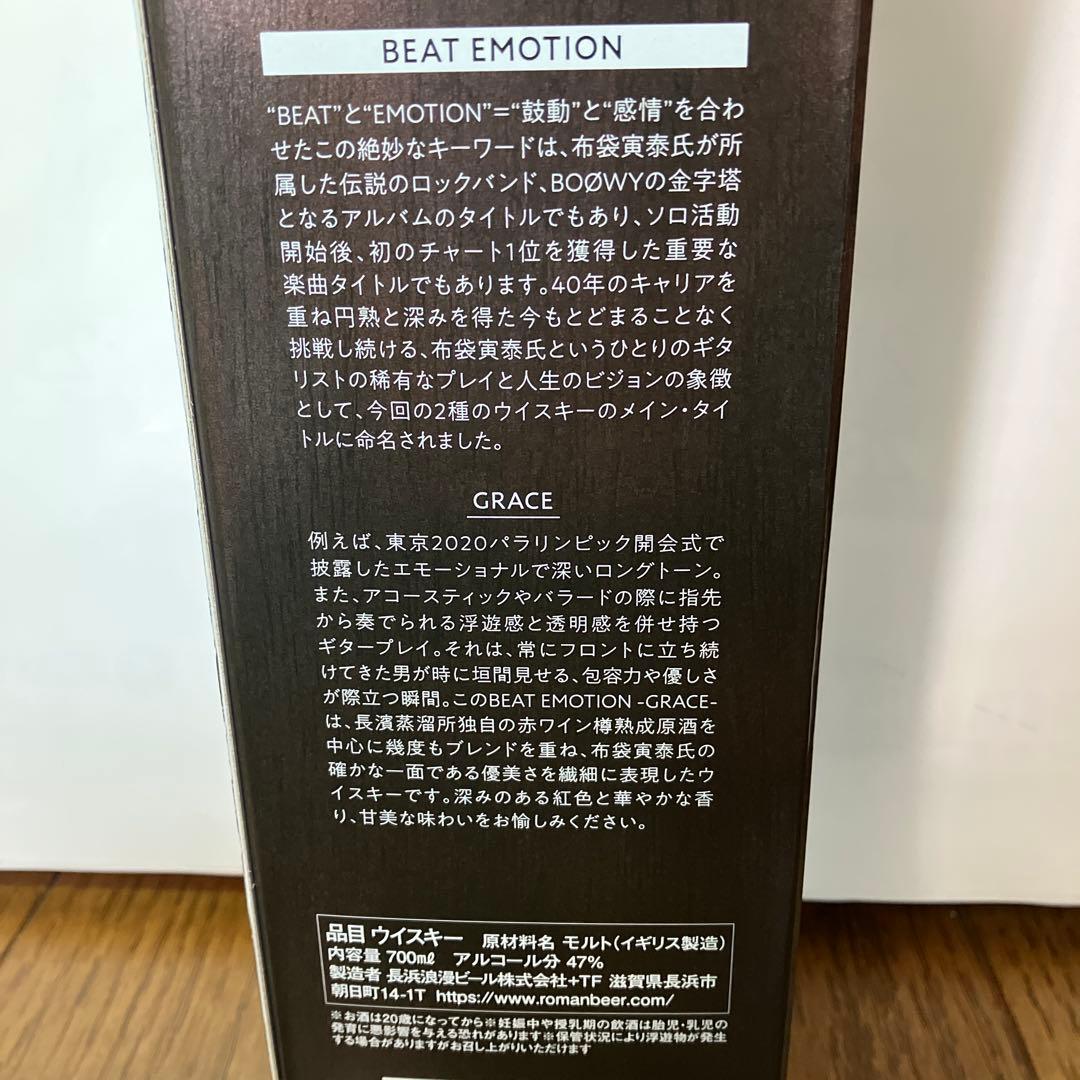 BEAT EMOTION
“BEAT”と“EMOTION”=“鼓動”と“感情”を合わ
せたこの絶妙なキーワードは、布袋寅泰氏が所
属した伝説のロックバンド、BOØWYの金字塔
となるアルバムのタイトルでもあり、ソロ活動
開始後、初のチャート1位を獲得した重要な
楽曲タイトルでもあります。40年のキャリアを
重ね円熟と深みを得た今もとどまることなく
挑戦し続ける、布袋寅泰氏というひとりのギタ
リストの稀有なプレイと人生のビジョンの象徴
として、今回の2種のウイスキーのメイン・タイ
トルに命名されました。
GRACE
例えば、東京2020パラリンピック開会式で
披露したエモーショナルで深いロングトーン。
また、アコースティックやバラードの際に指先
から奏でられる浮遊感と透明感を併せ持つ
ギタープレイ。それは、常にフロントに立ち続
けてきた男が時に垣間見せる、包容力や優しさ
が際立つ瞬間。このBEAT EMOTION -GRACE-
は、長濱蒸溜所独自の赤ワイン樽熟成原酒を
中心に幾度もブレンドを重ね、布袋寅泰氏の
確かな一面である優美さを繊細に表現したウ
イスキーです。深みのある紅色と華やかな香
り、甘美な味わいをお愉しみください。
品目 ウイスキー 原材料名 モルト(イギリス製造)
内容量 700mℓ アルコール分 47%
製造者 長浜浪漫ビール株式会社+TF 滋賀県長浜市
朝日町14-1T https://www.romanbeer.com/
※お酒は20歳になってから※妊娠中や授乳期の飲酒は胎児・乳児の
発育に悪影響を与える恐れがあります※保管状況により浮遊物が発生
する場合がありますがお召し上がりいただけます